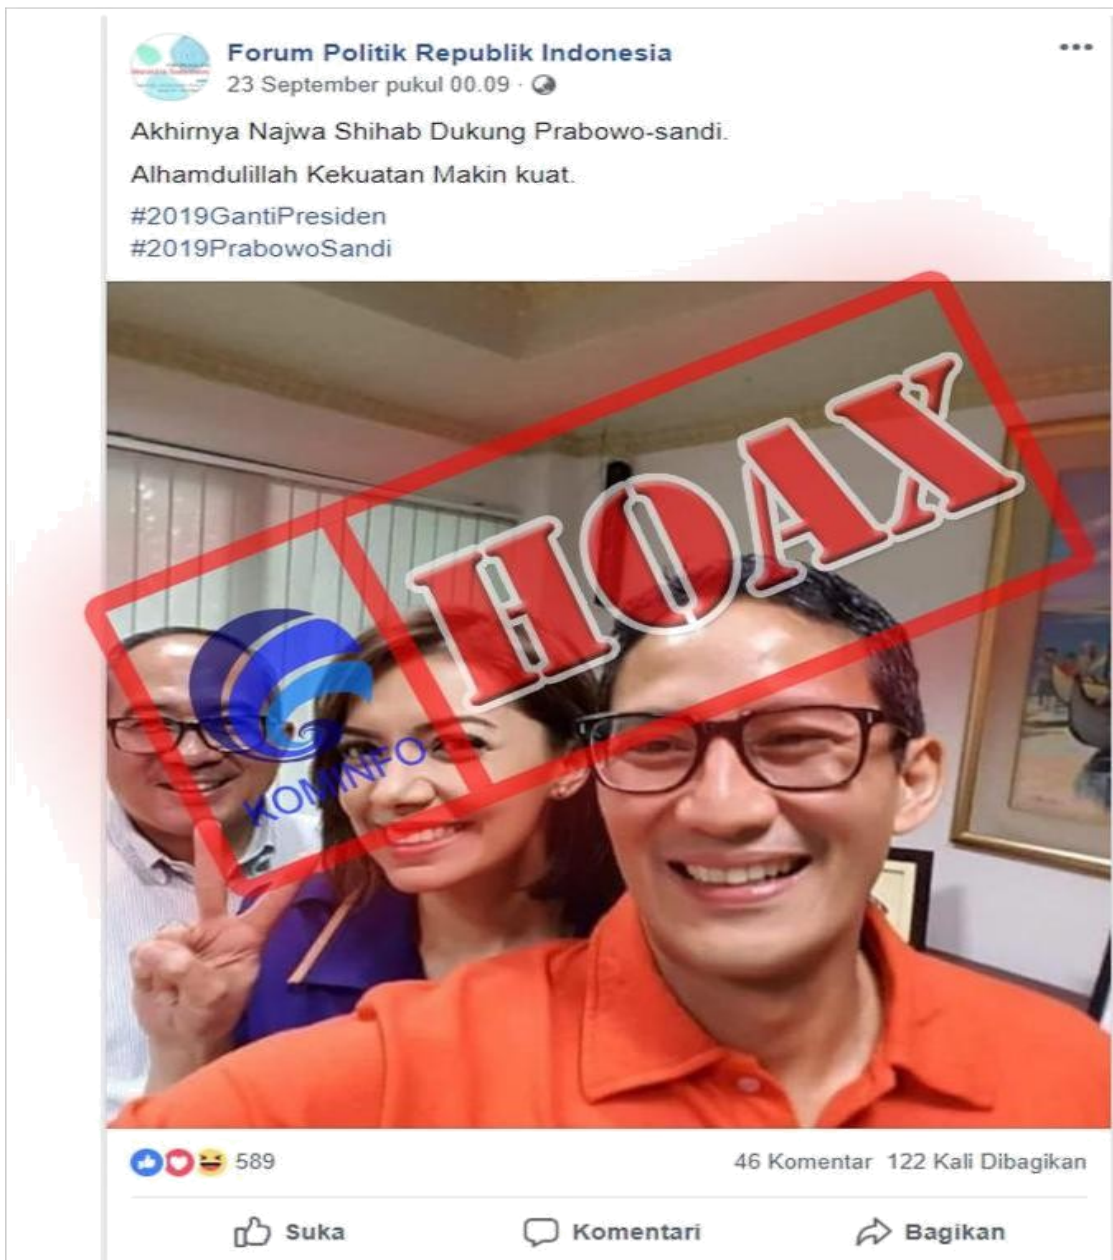 Forum Politik Republik Indonesia
23 September pukul 00.09 ·
Akhirnya Najwa Shihab Dukung Prabowo-sandi.
Alhamdulillah Kekuatan Makin kuat.
#2019GantiPresiden
#2019PrabowoSandi
HOAX
KOMINFO
589
46 Komentar 122 Kali Dibagikan
Suka Komentari Bagikan